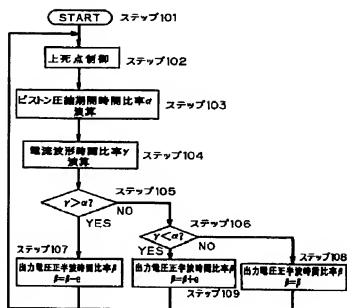 START
ステップ101
上死点制御
ステップ102
ピストン圧縮期間時間比率α
演算
ステップ103
電流波形時間比率γ
演算
ステップ104
γ>α?
ステップ105
YES
NO
γ<α?
ステップ106
YES
NO
ステップ107
出力電圧正半波時間比率β
β=β-e
出力電圧正半波時間比率β
β=β+e
ステップ109
ステップ108
出力電圧正半波時間比率β
β=β